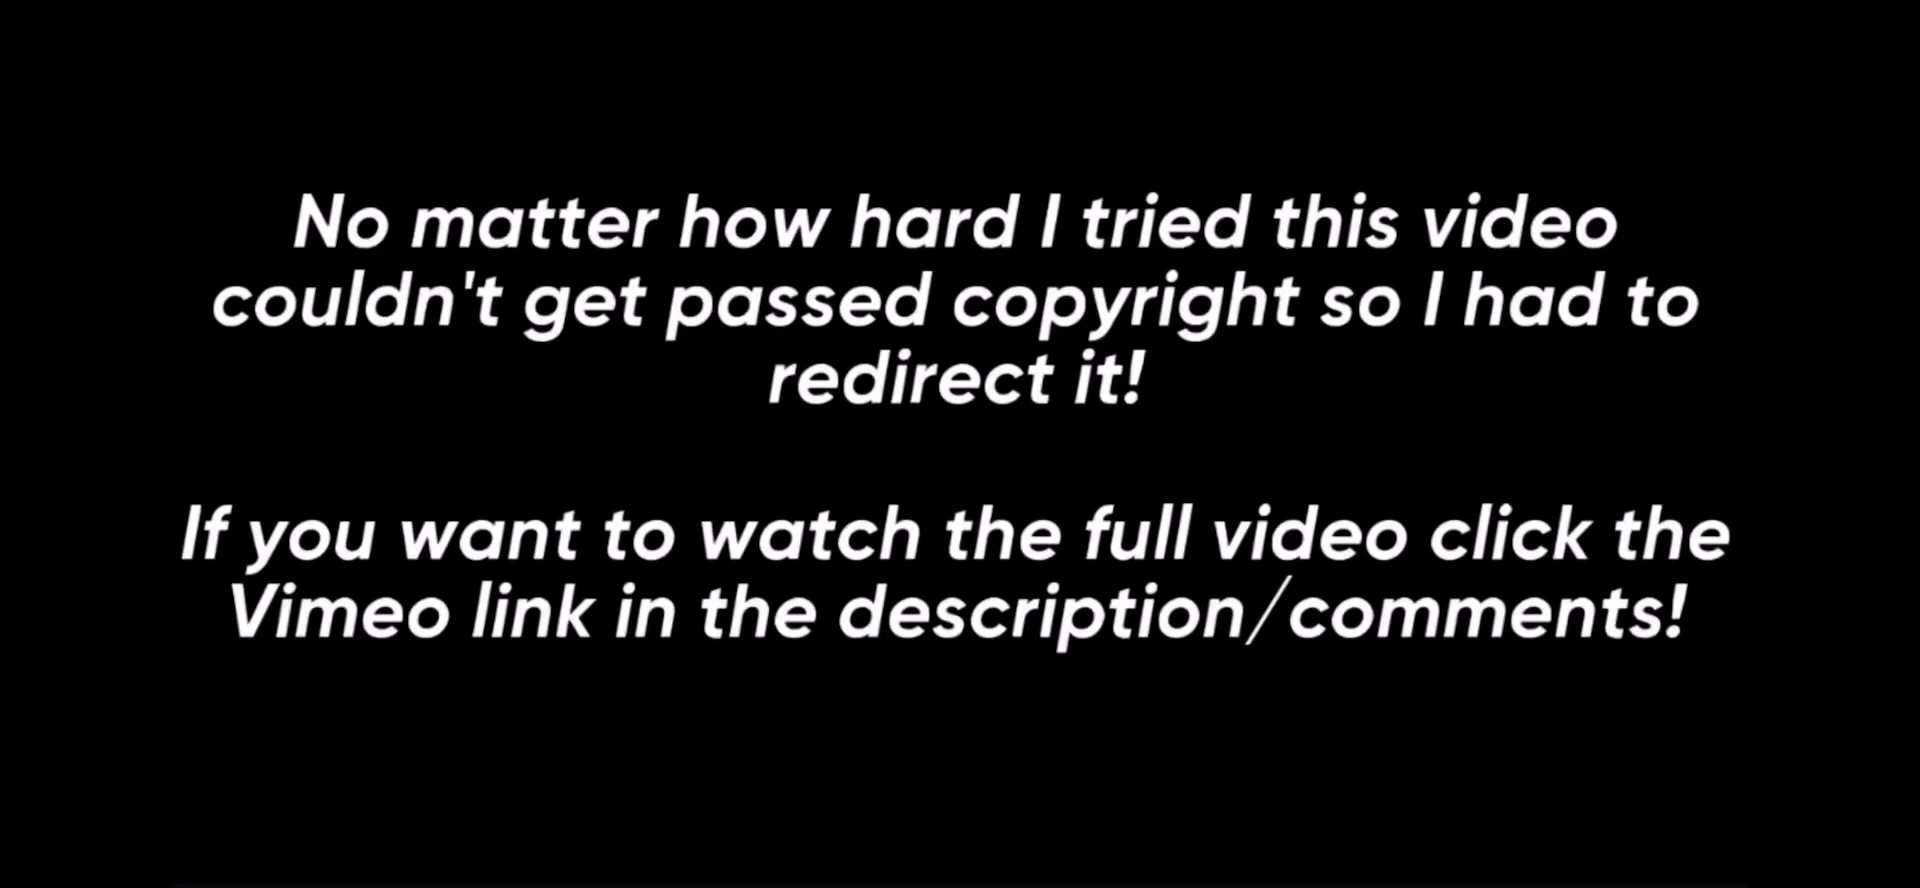 No matter how hard I tried this video
couldn't get passed copyright so I had to
redirect it!
If you want to watch the full video click the
Vimeo link in the description/comments!